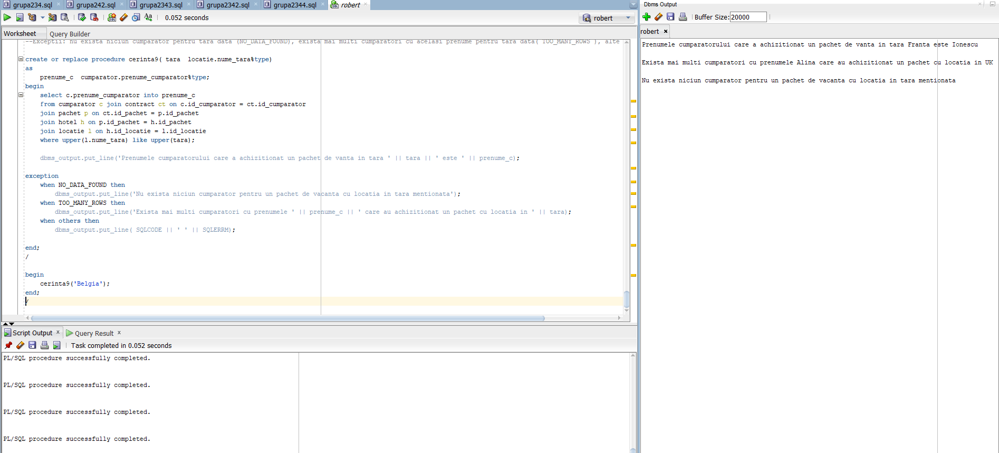 grupa234.sql grupa242.sql grupa2343.sql grupa2342.sql grupa2344.sql robert
0.052 seconds
robert
Worksheet Query Builder
--Exceptii: nu exista niciun cumparator pentru tara data (NO_DATA_FOUND), exista mai multi cumparatori cu acelasi prenume pentru tara data( TOO_MANY_ROWS ), alte
create or replace procedure cerinta9( tara  locatie.nume_tara%type)
as
    prenume_c  cumparator.prenume_cumparator%type;
begin
    select c.prenume_cumparator into prenume_c
    from cumparator c join contract ct on c.id_cumparator = ct.id_cumparator
    join pachet p on ct.id_pachet = p.id_pachet
    join hotel h on p.id_pachet = h.id_pachet
    join locatie l on h.id_locatie = l.id_locatie
    where upper(l.nume_tara) like upper(tara);
    dbms_output.put_line('Prenumele cumparatorului care a achizitionat un pachet de vanta in tara ' || tara || ' este ' || prenume_c);
exception
    when NO_DATA_FOUND then
        dbms_output.put_line('Nu exista niciun cumparator pentru un pachet de vacanta cu locatia in tara mentionata');
    when TOO_MANY_ROWS then
        dbms_output.put_line('Exista mai multi cumparatori cu prenumele ' || prenume_c || ' care au achizitionat un pachet cu locatia in ' || tara);
    when others then
        dbms_output.put_line( SQLCODE || ' ' || SQLERRM);
end;
/
begin
    cerinta9('Belgia');
end;
/
Script Output x Query Result x
Task completed in 0.052 seconds
PL/SQL procedure successfully completed.
PL/SQL procedure successfully completed.
PL/SQL procedure successfully completed.
PL/SQL procedure successfully completed.
Dbms Output
Buffer Size: 20000
robert
Prenumele cumparatorului care a achizitionat un pachet de vanta in tara Franta este Ionescu
Exista mai multi cumparatori cu prenumele Alina care au achizitionat un pachet cu locatia in UK
Nu exista niciun cumparator pentru un pachet de vacanta cu locatia in tara mentionata